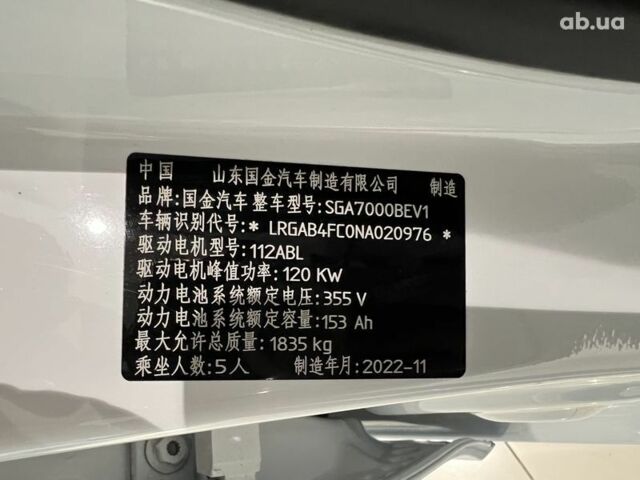 ab.ua
中国 山东国金汽车制造有限公司 制造
品牌:国金汽车 整车型号:SGA7000BEV1
车辆识别代号:* LRGAB4FC0NA020976 *
驱动电机型号:112ABL
驱动电机峰值功率:120 KW
动力电池系统额定电压:355 V
动力电池系统额定容量:153 Ah
最大允许总质量:1835 kg
乘坐人数:5人 制造年月:2022-11